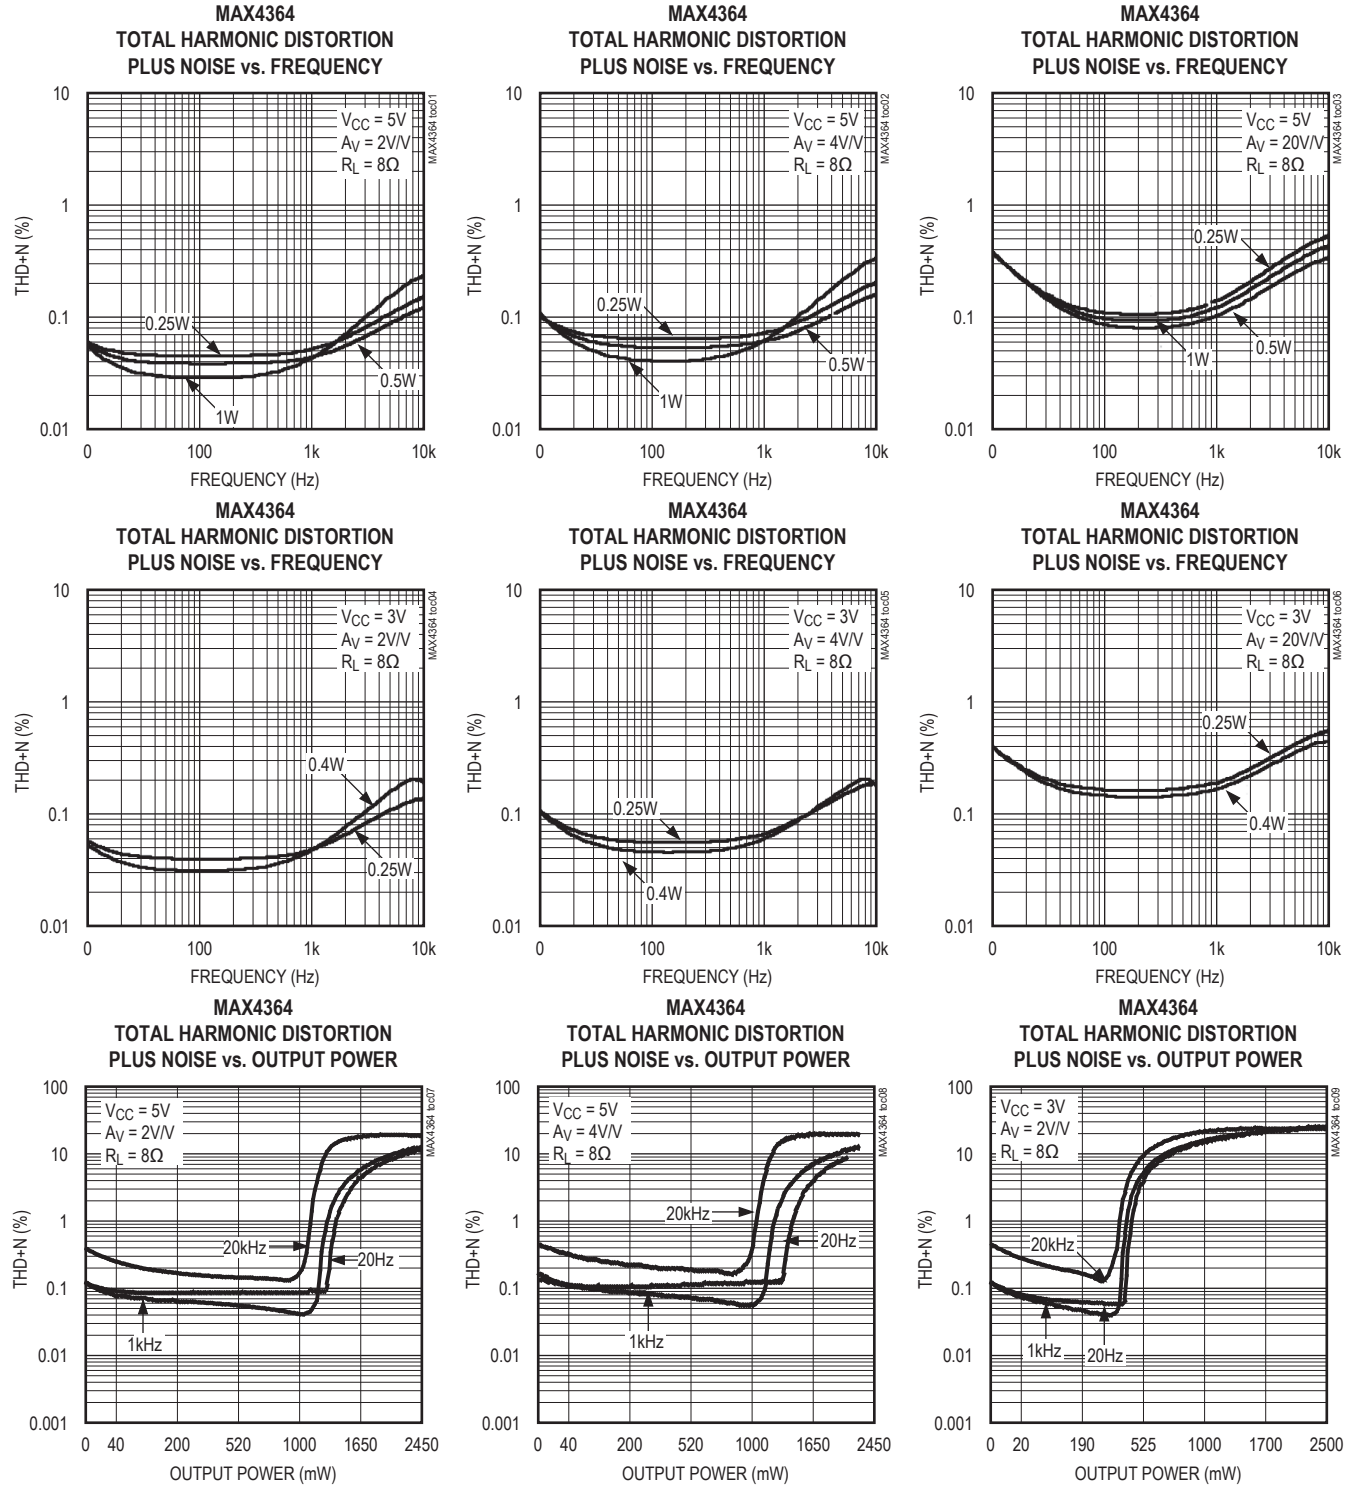 MAX4364
TOTAL HARMONIC DISTORTION
PLUS NOISE vs. FREQUENCY
MAX4364 toc01
10
1
0.1
0.01
THD+N (%)
VCC = 5V
AV = 2V/V
RL = 8Ω
0.25W
0.5W
1W
0
100
1k
10k
FREQUENCY (Hz)
MAX4364
TOTAL HARMONIC DISTORTION
PLUS NOISE vs. FREQUENCY
MAX4364 toc02
10
1
0.1
0.01
THD+N (%)
VCC = 5V
AV = 4V/V
RL = 8Ω
0.25W
0.5W
1W
0
100
1k
10k
FREQUENCY (Hz)
MAX4364
TOTAL HARMONIC DISTORTION
PLUS NOISE vs. FREQUENCY
MAX4364 toc03
10
1
0.1
0.01
THD+N (%)
VCC = 5V
AV = 20V/V
RL = 8Ω
0.25W
0.5W
1W
0
100
1k
10k
FREQUENCY (Hz)
MAX4364
TOTAL HARMONIC DISTORTION
PLUS NOISE vs. FREQUENCY
MAX4364 toc04
10
1
0.1
0.01
THD+N (%)
VCC = 3V
AV = 2V/V
RL = 8Ω
0.4W
0.25W
0
100
1k
10k
FREQUENCY (Hz)
MAX4364
TOTAL HARMONIC DISTORTION
PLUS NOISE vs. FREQUENCY
MAX4364 toc05
10
1
0.1
0.01
THD+N (%)
VCC = 3V
AV = 4V/V
RL = 8Ω
0.25W
0.4W
0
100
1k
10k
FREQUENCY (Hz)
MAX4364
TOTAL HARMONIC DISTORTION
PLUS NOISE vs. FREQUENCY
MAX4364 toc06
10
1
0.1
0.01
THD+N (%)
VCC = 3V
AV = 20V/V
RL = 8Ω
0.25W
0.4W
0
100
1k
10k
FREQUENCY (Hz)
MAX4364
TOTAL HARMONIC DISTORTION
PLUS NOISE vs. OUTPUT POWER
MAX4364 toc07
100
10
1
0.1
0.01
0.001
THD+N (%)
VCC = 5V
AV = 2V/V
RL = 8Ω
20kHz
20Hz
1kHz
0
40
200
520
1000
1650
2450
OUTPUT POWER (mW)
MAX4364
TOTAL HARMONIC DISTORTION
PLUS NOISE vs. OUTPUT POWER
MAX4364 toc08
100
10
1
0.1
0.01
0.001
THD+N (%)
VCC = 5V
AV = 4V/V
RL = 8Ω
20kHz
20Hz
1kHz
0
40
200
520
1000
1650
2450
OUTPUT POWER (mW)
MAX4364
TOTAL HARMONIC DISTORTION
PLUS NOISE vs. OUTPUT POWER
MAX4364 toc09
100
10
1
0.1
0.01
0.001
THD+N (%)
VCC = 3V
AV = 2V/V
RL = 8Ω
20kHz
1kHz
20Hz
0
20
190
525
1000
1700
2500
OUTPUT POWER (mW)